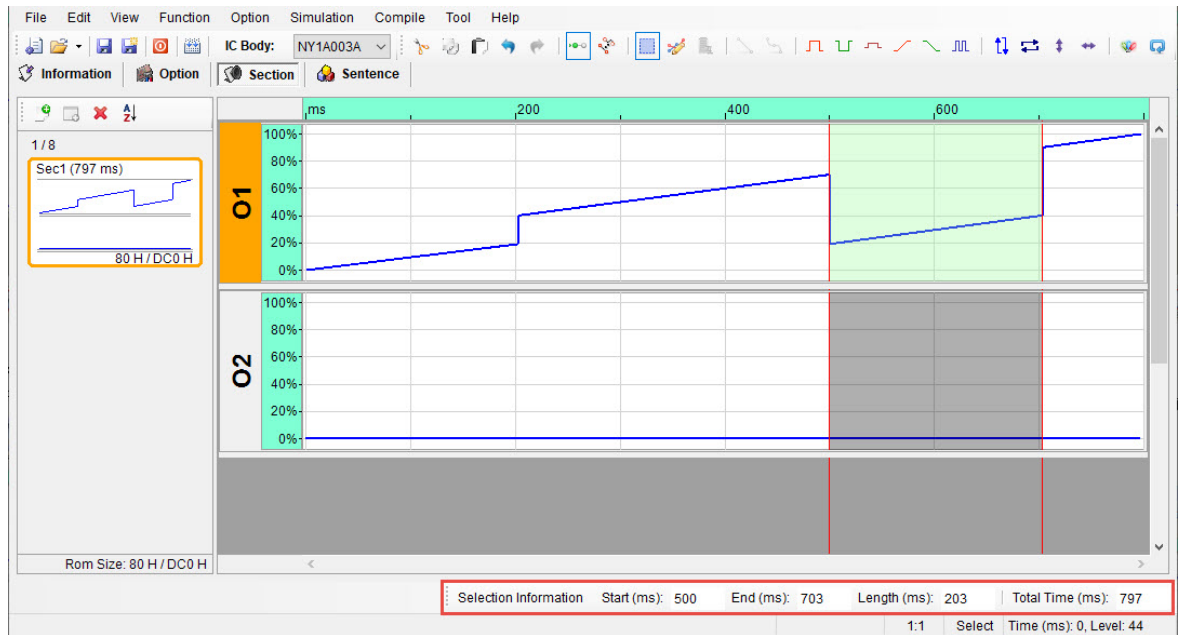 File Edit View Function Option Simulation Compile Tool Help
IC Body: NY1A003A
Information Option Section Sentence
1/8
Sec1 (797 ms)
80 H / DC0 H
Rom Size: 80 H / DC0 H
ms 200 400 600
O1
100%
80%
60%
40%
20%
0%
O2
100%
80%
60%
40%
20%
0%
Selection Information Start (ms): 500 End (ms): 703 Length (ms): 203 Total Time (ms): 797
1:1 Select Time (ms): 0, Level: 44